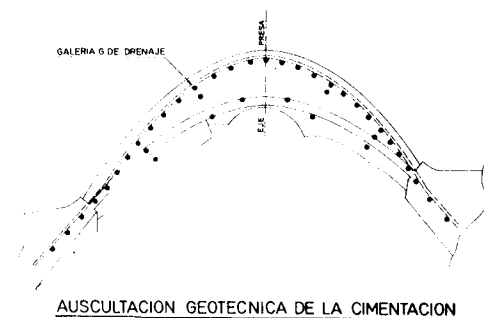 PRESA
GALERIA G DE DRENAJE
EJE
AUSCULTACION GEOTECNICA DE LA CIMENTACION